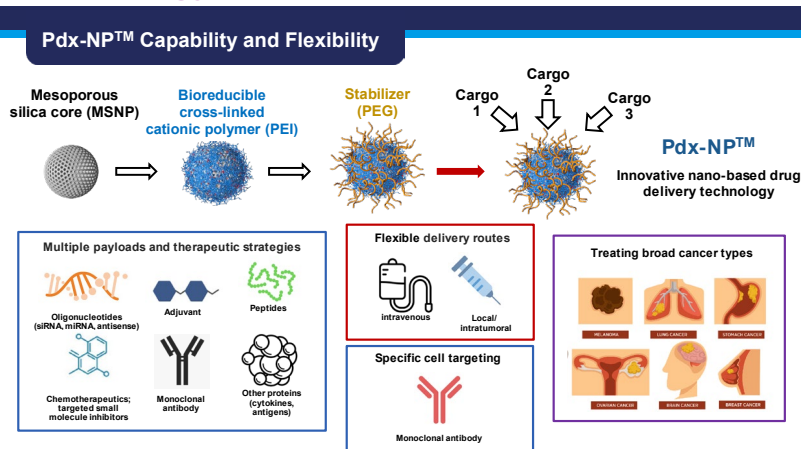 Pdx-NP™ Capability and Flexibility
Mesoporous
silica core (MSNP)
Bioreducible
cross-linked
cationic polymer (PEI)
Stabilizer
(PEG)
Cargo
1
Cargo
2
Cargo
3
Pdx-NP™
Innovative nano-based drug
delivery technology
Multiple payloads and therapeutic strategies
Oligonucleotides
(siRNA, miRNA, antisense)
Adjuvant
Peptides
Chemotherapeutics;
targeted small
molecule inhibitors
Monoclonal
antibody
Other proteins
(cytokines,
antigens)
Flexible delivery routes
intravenous
Local/
intratumoral
Specific cell targeting
Monoclonal antibody
Treating broad cancer types
MELANOMA
LUNG CANCER
STOMACH CANCER
OVARIAN CANCER
BRAIN CANCER
BREAST CANCER